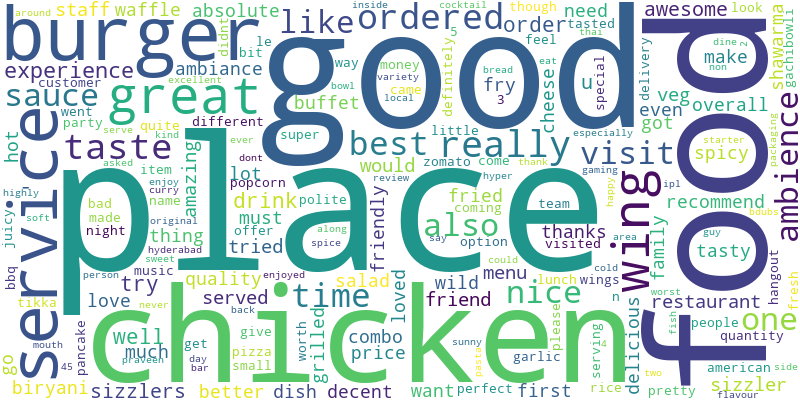 around staff waffle absolute
inside
cocktail
though need awesome look
burger
good
like ordered order tasted
didnt
le
5
feel
thai
experience ambiance bit
way money
variety
bread
fry
u
special
delivery
make
dine 2
non
shawarma
gachibowli
customer
excellent
sauce great buffet
bowl
came
local
3
eat
cheese
veg
even overall
went
hot party serve quite different
super
definitely
little
especially
got
starter
spicy
packaging
ambience
taste
kind
ever
best really visit
food
asked
dont
zomato come thank
gaming
item
amazing
lot
would
review
hyper
fried
happy
ipl
recommend
service
place
highly
enjoy
curry
popcorn
bad
made
name
drink polite
coming
team
wing
guy
bdubs
juicy
soft
night
original
must
offer
along
friendly
also
thanks
family
tasty
thing
hyderabad
tried
spice
say
option
visited
area
bbq
sweet
person music quality enjoyed
salad
wild
could
menu
lunch
cold
wings
worst
hangout
fresh
tikka
love
try
never
served
back
time
loved
friend
nice
n
please
delicious
restaurant
chicken
pancake
well
much
get
give
worth
grilled
combo
price
sunny
garlic
serving
4
fish
people
one
quantity
go
mouth
praveen
day
pizza
small
pasta
two
american side
biryani
45
sizzlers
bar
better dish decent want perfect first rice
pretty
sizzler
flavour